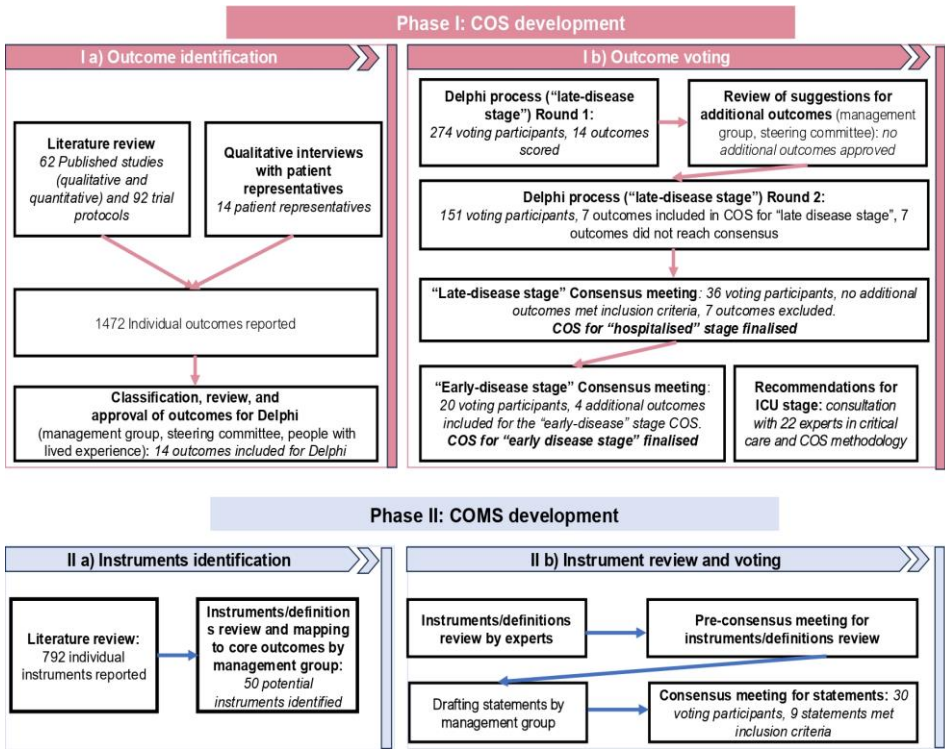 Phase I: COS development
I a) Outcome identification
Literature review
62 Published studies
(qualitative and
quantitative) and 92 trial
protocols
Qualitative interviews
with patient
representatives
14 patient representatives
1472 Individual outcomes reported
Classification, review, and
approval of outcomes for Delphi
(management group, steering committee, people with
lived experience): 14 outcomes included for Delphi
I b) Outcome voting
Delphi process (“late-disease
stage”) Round 1:
274 voting participants, 14 outcomes
scored
Review of suggestions for
additional outcomes (management
group, steering committee): no
additional outcomes approved
Delphi process (“late-disease stage”) Round 2:
151 voting participants, 7 outcomes included in COS for “late disease stage”, 7
outcomes did not reach consensus
“Late-disease stage” Consensus meeting: 36 voting participants, no additional
outcomes met inclusion criteria, 7 outcomes excluded.
COS for “hospitalised” stage finalised
“Early-disease stage” Consensus meeting:
20 voting participants, 4 additional outcomes
included for the “early-disease” stage COS.
COS for “early disease stage” finalised
Recommendations for
ICU stage: consultation
with 22 experts in critical
care and COS methodology
Phase II: COMS development
II a) Instruments identification
Literature review:
792 individual
instruments reported
Instruments/definition
s review and mapping
to core outcomes by
management group:
50 potential
instruments identified
II b) Instrument review and voting
Instruments/definitions
review by experts
Pre-consensus meeting for
instruments/definitions review
Drafting statements by
management group
Consensus meeting for statements: 30
voting participants, 9 statements met
inclusion criteria